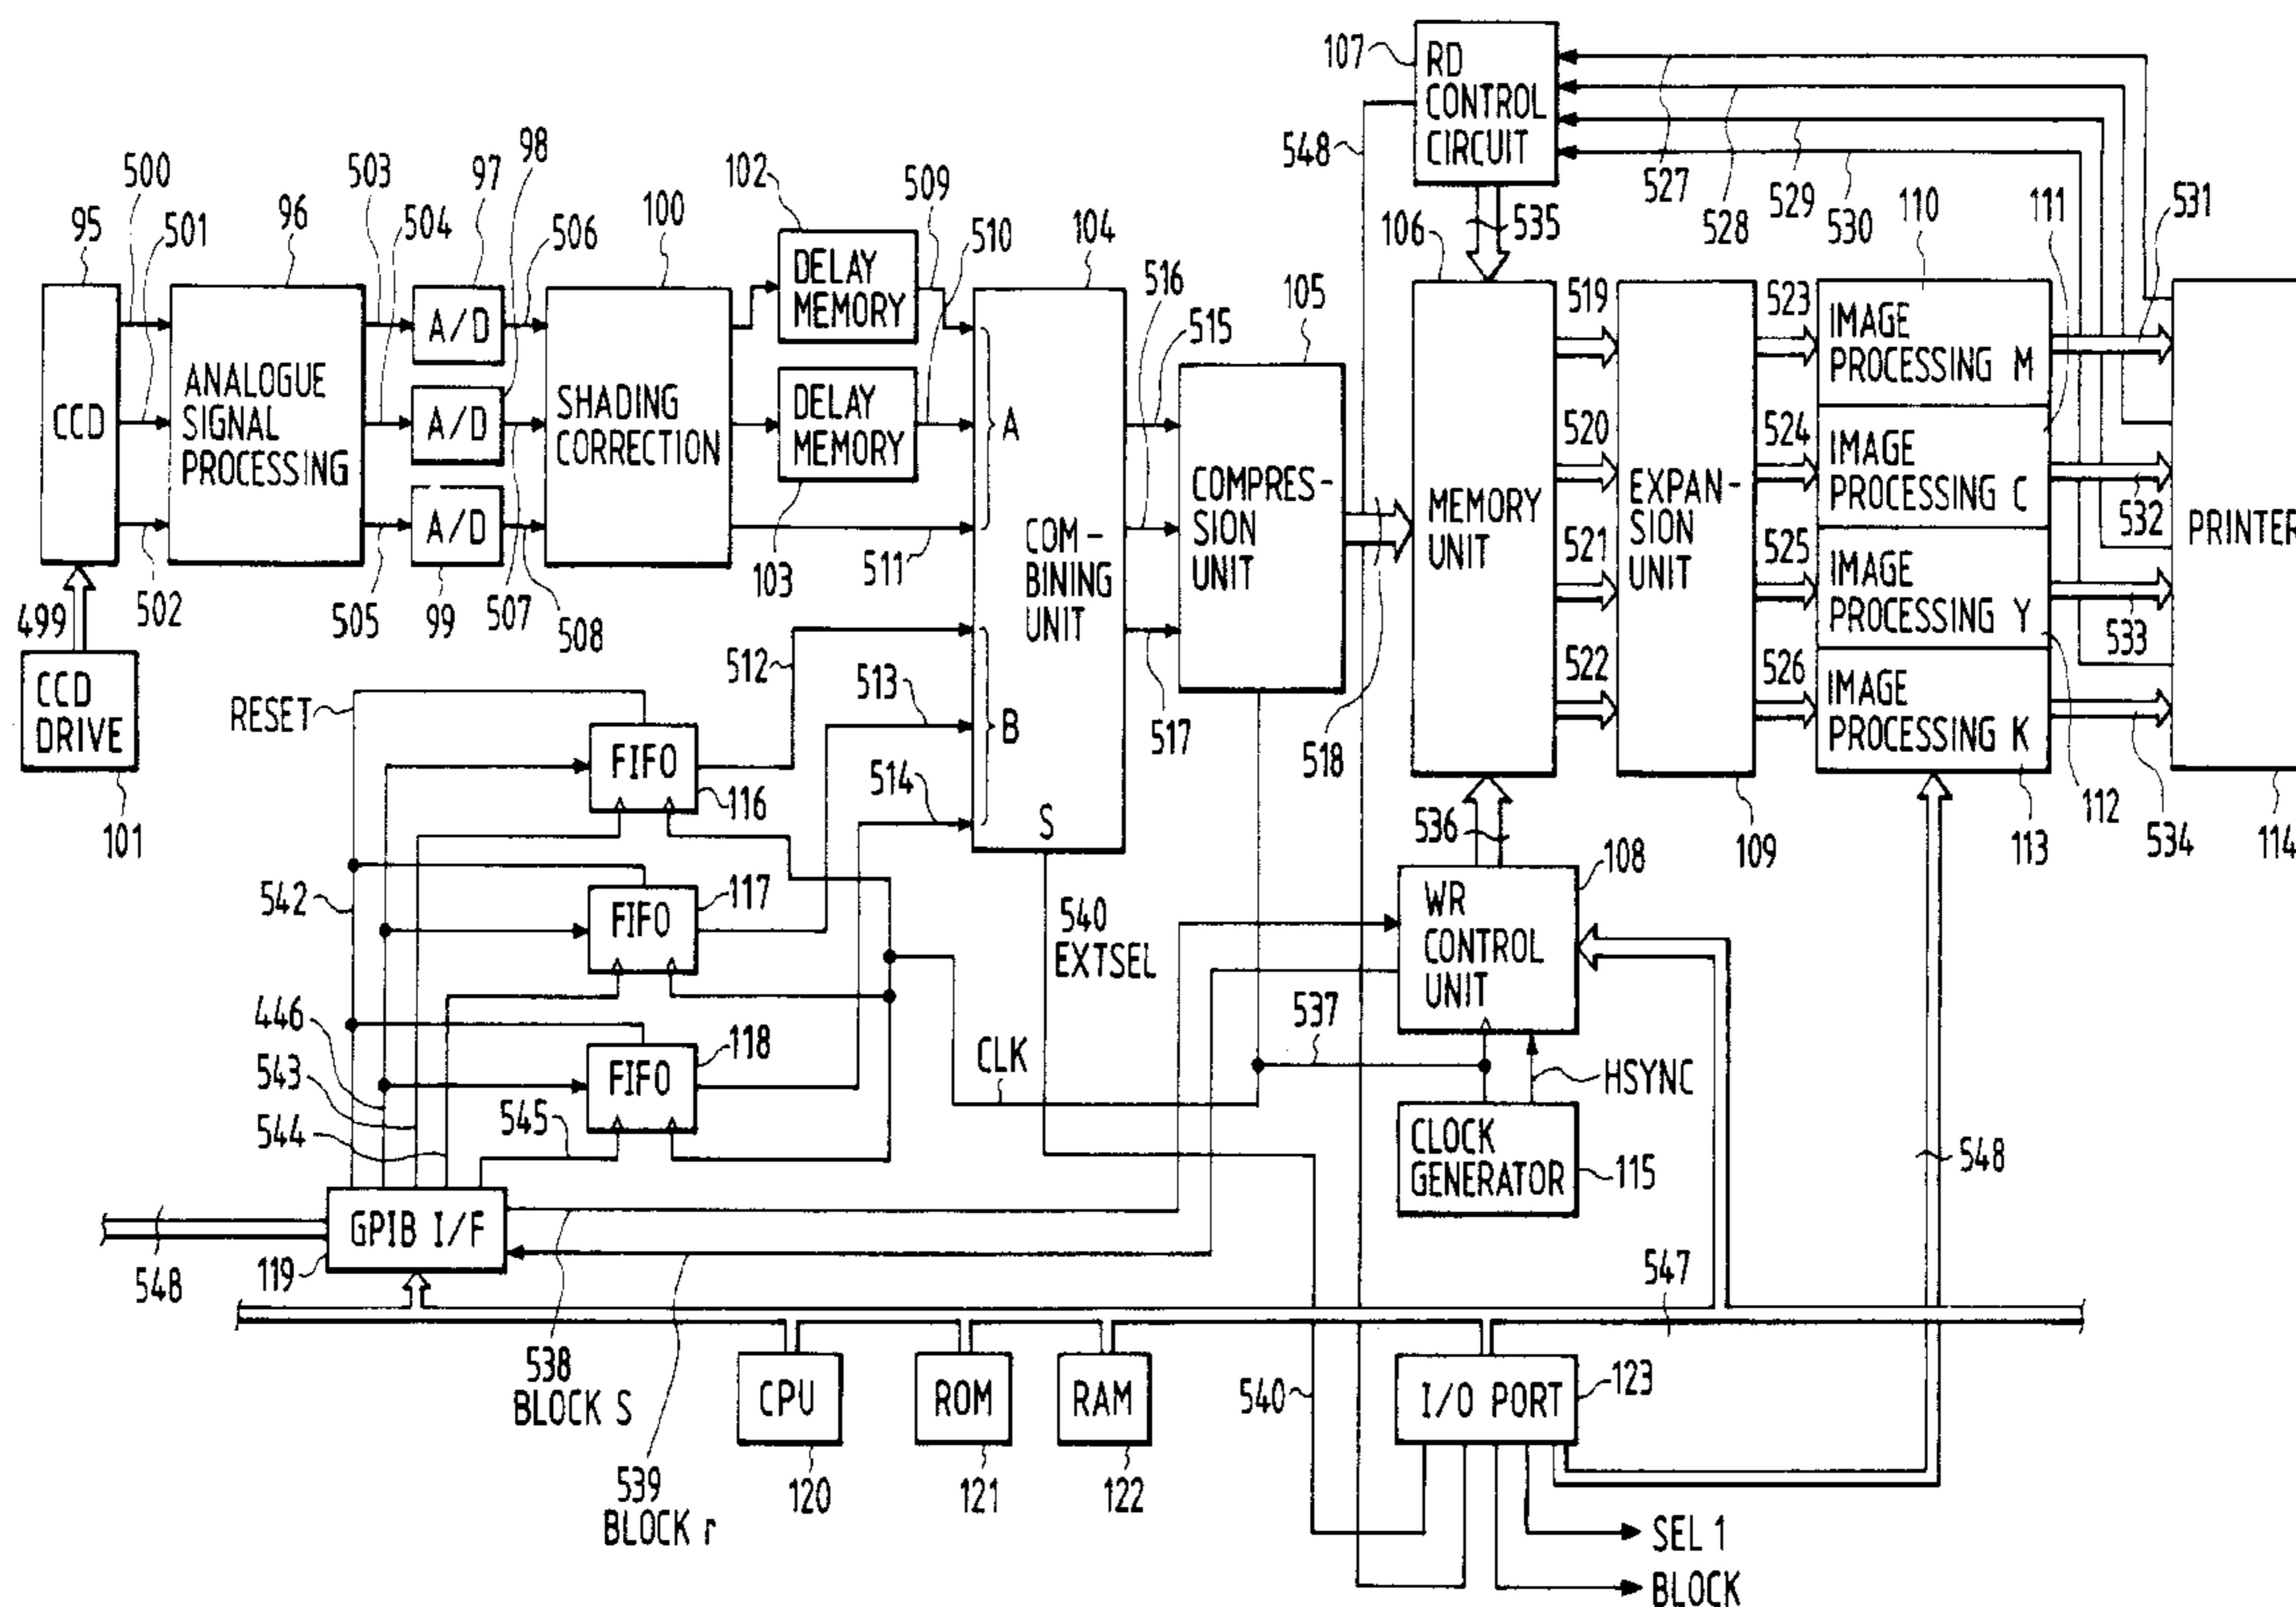 107
RD
CONTROL
CIRCUIT
548
527
528
529
530
535
500
501
503
504
97
98
506
102
509
510
95
96
100
104
106
110
111
531
CCD
ANALOGUE
SIGNAL
PROCESSING
A/D
A/D
A/D
SHADING
CORRECTION
DELAY
MEMORY
DELAY
MEMORY
A
B
S
COM-
BINING
UNIT
516
515
105
COMPRES-
SION
UNIT
MEMORY
UNIT
519
520
521
522
EXPAN-
SION
UNIT
523
524
525
526
IMAGE
PROCESSING M
IMAGE
PROCESSING C
IMAGE
PROCESSING Y
IMAGE
PROCESSING K
532
533
534
PRINTER
499
502
505
99
507
508
103
511
512
513
514
517
518
CCD
DRIVE
101
RESET
FIFO
116
542
FIFO
117
540
EXTSEL
536
108
109
113
112
114
WR
CONTROL
UNIT
446
543
544
545
FIFO
118
CLK
537
HSYNC
CLOCK
GENERATOR
115
548
GPIB I/F
119
548
547
538
BLOCK S
539
BLOCK r
CPU
120
ROM
121
RAM
122
540
I/O PORT
123
SEL 1
BLOCK